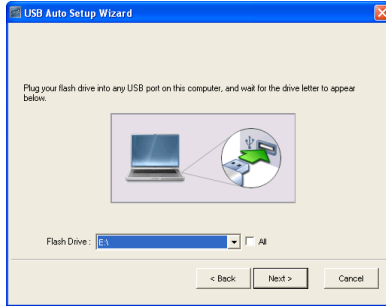 USB Auto Setup Wizard
Plug your flash drive into any USB port on this computer, and wait for the drive letter to appear
below.
Flash Drive : E:\ All
< Back Next > Cancel